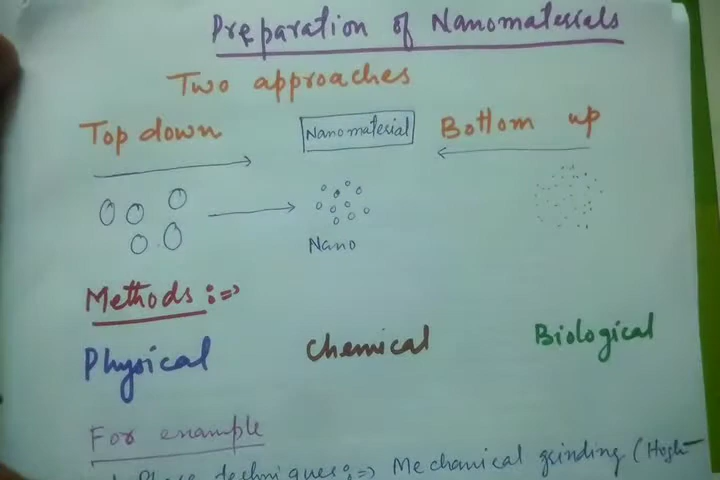 Preparation of Nanomaterials
Two approaches
Top down Nanomaterial Bottom up
Nano
Methods :=>
Physical Chemical Biological
For example
techniques :=> Mechanical grinding (High-